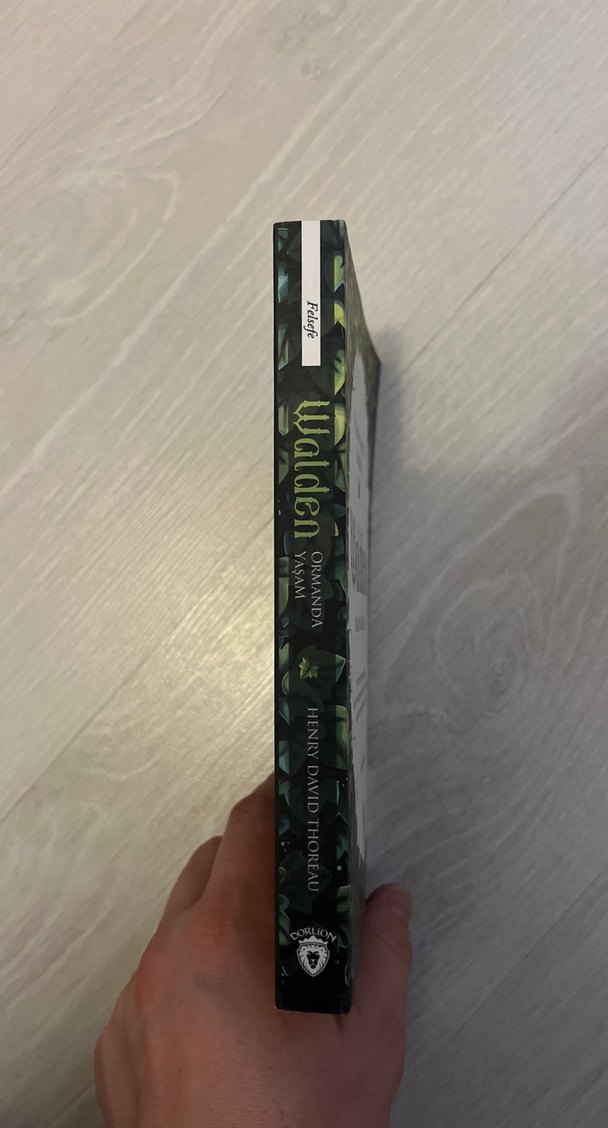 Felsefe
Walden
ORMANDA
YAŞAM
HENRY DAVID THOREAU
DORLION